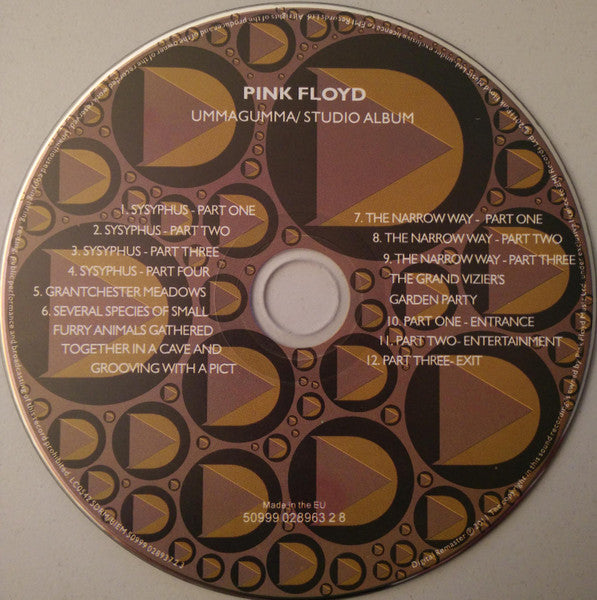 PINK FLOYD
UMMAGUMMA/ STUDIO ALBUM
1. SYSYPHUS - PART ONE
2. SYSYPHUS - PART TWO
3. SYSYPHUS - PART THREE
4. SYSYPHUS - PART FOUR
5. GRANTCHESTER MEADOWS
6. SEVERAL SPECIES OF SMALL
FURRY ANIMALS GATHERED
TOGETHER IN A CAVE AND
GROOVING WITH A PICT
7. THE NARROW WAY - PART ONE
8. THE NARROW WAY - PART TWO
9. THE NARROW WAY - PART THREE
THE GRAND VIZIER'S
GARDEN PARTY
10. PART ONE - ENTRANCE
11. PART TWO- ENTERTAINMENT
12. PART THREE- EXIT
Made in the EU
50999 028963 2 8